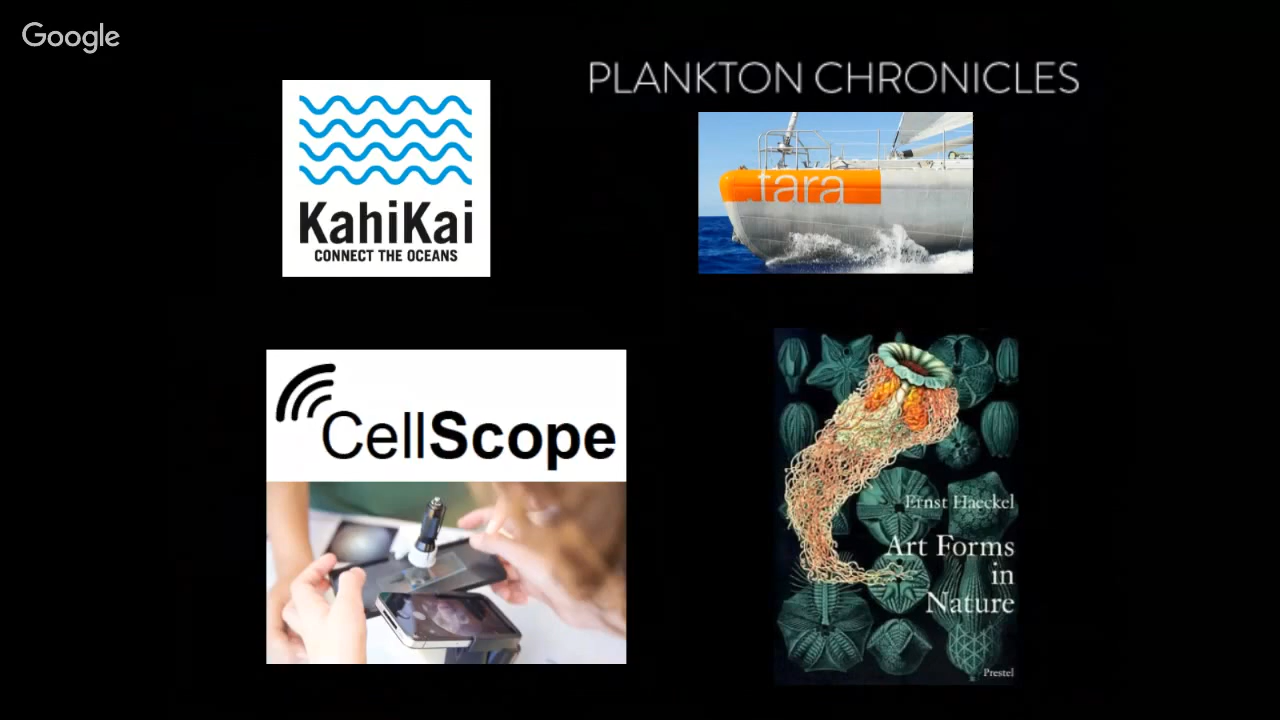 Google
PLANKTON CHRONICLES
KahiKai
CONNECT THE OCEANS
tara
CellScope
Ernst Haeckel
Art Forms
in
Nature
Prestel